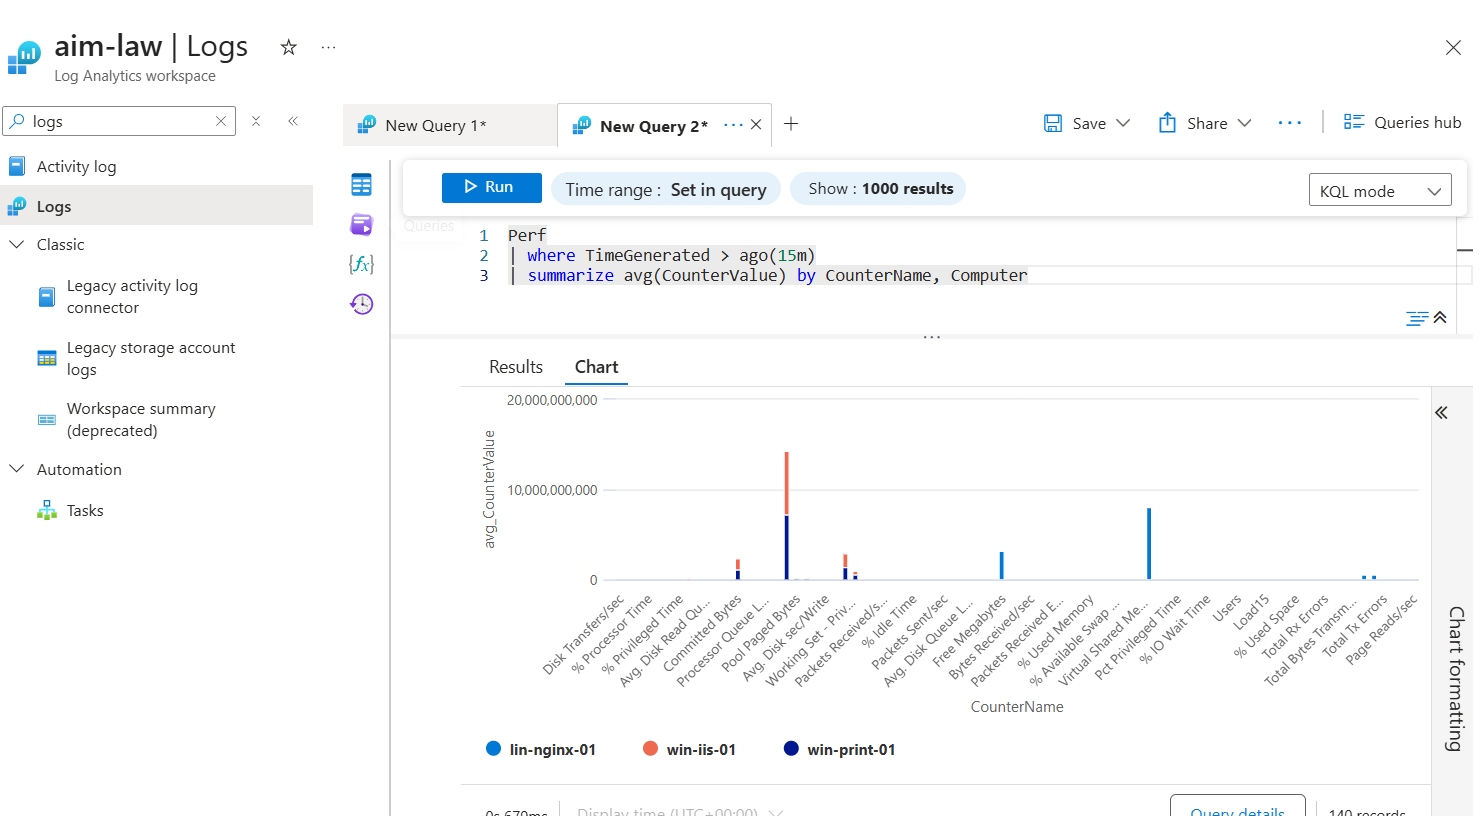 aim-law | Logs
Log Analytics workspace
logs
Activity log
Logs
Classic
Legacy activity log
connector
Legacy storage account
logs
Workspace summary
(deprecated)
Automation
Tasks
New Query 1*
New Query 2*
Save
Share
Queries hub
Run
Time range : Set in query
Show : 1000 results
KQL mode
Queries
1 Perf
2 | where TimeGenerated > ago(15m)
3 | summarize avg(CounterValue) by CounterName, Computer
Results
Chart
20,000,000,000
10,000,000,000
0
avg_CounterValue
Disk Transfers/sec
% Processor Time
% Privileged Time
Avg. Disk Read Qu...
Committed Bytes
Processor Queue L...
Pool Paged Bytes
Avg. Disk sec/Write
Working Set - Priv...
Packets Received/s...
% Idle Time
Packets Sent/sec
Avg. Disk Queue L...
Free Megabytes
Bytes Received/sec
Packets Received E...
% Used Memory
% Available Swap ...
Virtual Shared Me...
Pct Privileged Time
% IO Wait Time
Users
Load15
% Used Space
Total Rx Errors
Total Bytes Transm...
Total Tx Errors
Page Reads/sec
CounterName
lin-nginx-01
win-iis-01
win-print-01
Chart formatting
0s 670ms
Display time (UTC+00:00)
Query details
140 records